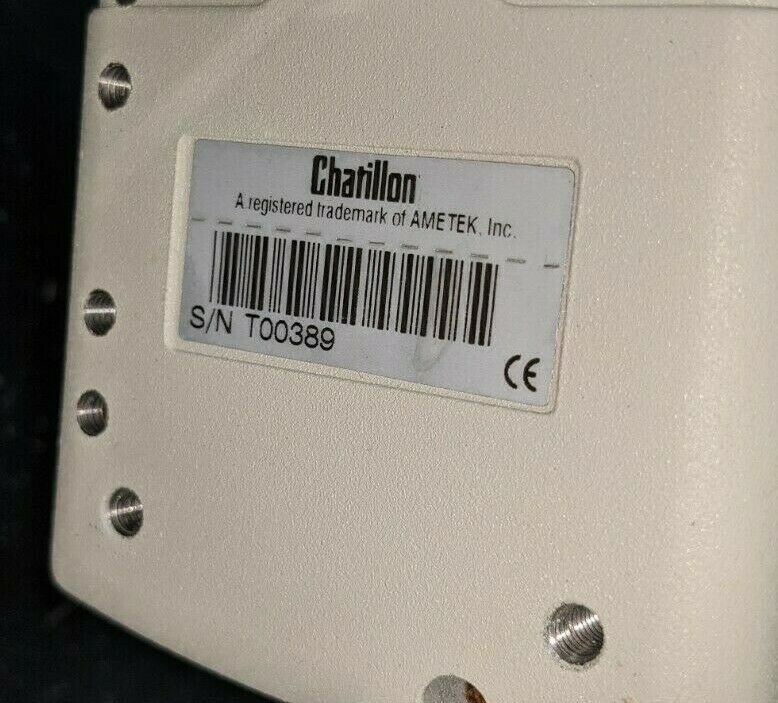 Chatillon
A registered trademark of AMETEK, Inc.
S/N T00389
CE